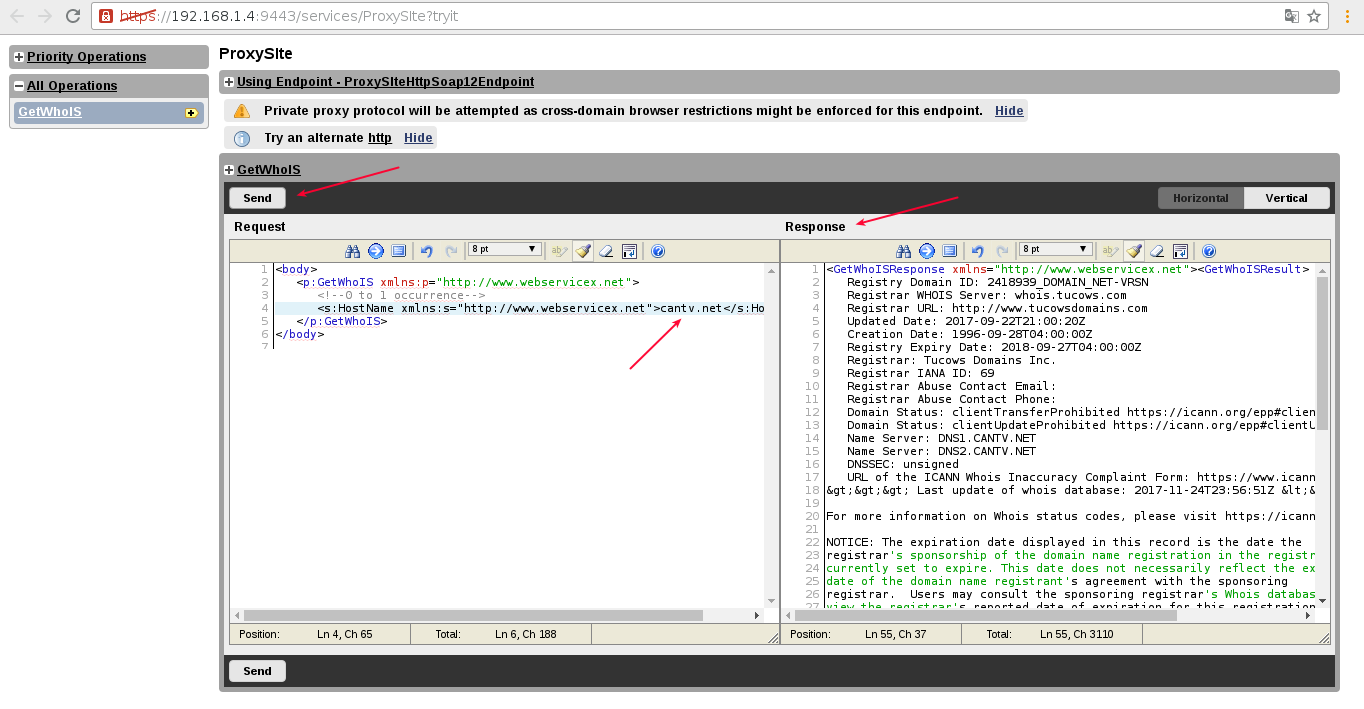 https://192.168.1.4:9443/services/ProxySIte?tryit
Priority Operations
All Operations
GetWhoIS
ProxySIte
Using Endpoint - ProxySIteHttpSoap12Endpoint
Private proxy protocol will be attempted as cross-domain browser restrictions might be enforced for this endpoint. Hide
Try an alternate http Hide
GetWhoIS
Send
Horizontal Vertical
Request
8 pt
1 <body>
2 <p:GetWhoIS xmlns:p="http://www.webservicex.net">
3 <!--0 to 1 occurrence-->
4 <s:HostName xmlns:s="http://www.webservicex.net">cantv.net</s:Ho
5 </p:GetWhoIS>
6 </body>
7
Position: Ln 4, Ch 65 Total: Ln 6, Ch 188
Response
8 pt
1 <GetWhoISResponse xmlns="http://www.webservicex.net"><GetWhoISResult>
2 Registry Domain ID: 2418939_DOMAIN_NET-VRSN
3 Registrar WHOIS Server: whois.tucows.com
4 Registrar URL: http://www.tucowsdomains.com
5 Updated Date: 2017-09-22T21:00:20Z
6 Creation Date: 1996-09-28T04:00:00Z
7 Registry Expiry Date: 2018-09-27T04:00:00Z
8 Registrar: Tucows Domains Inc.
9 Registrar IANA ID: 69
10 Registrar Abuse Contact Email:
11 Registrar Abuse Contact Phone:
12 Domain Status: clientTransferProhibited https://icann.org/epp#clien
13 Domain Status: clientUpdateProhibited https://icann.org/epp#clientU
14 Name Server: DNS1.CANTV.NET
15 Name Server: DNS2.CANTV.NET
16 DNSSEC: unsigned
17 URL of the ICANN Whois Inaccuracy Complaint Form: https://www.icann
18 &gt;&gt;&gt; Last update of whois database: 2017-11-24T23:56:51Z &lt;&
19
20 For more information on Whois status codes, please visit https://icann
21
22 NOTICE: The expiration date displayed in this record is the date the
23 registrar's sponsorship of the domain name registration in the registr
24 currently set to expire. This date does not necessarily reflect the ex
25 date of the domain name registrant's agreement with the sponsoring
26 registrar. Users may consult the sponsoring registrar's Whois databas
27 view the registrar's reported date of expiration for this registration
Position: Ln 55, Ch 37 Total: Ln 55, Ch 3110
Send